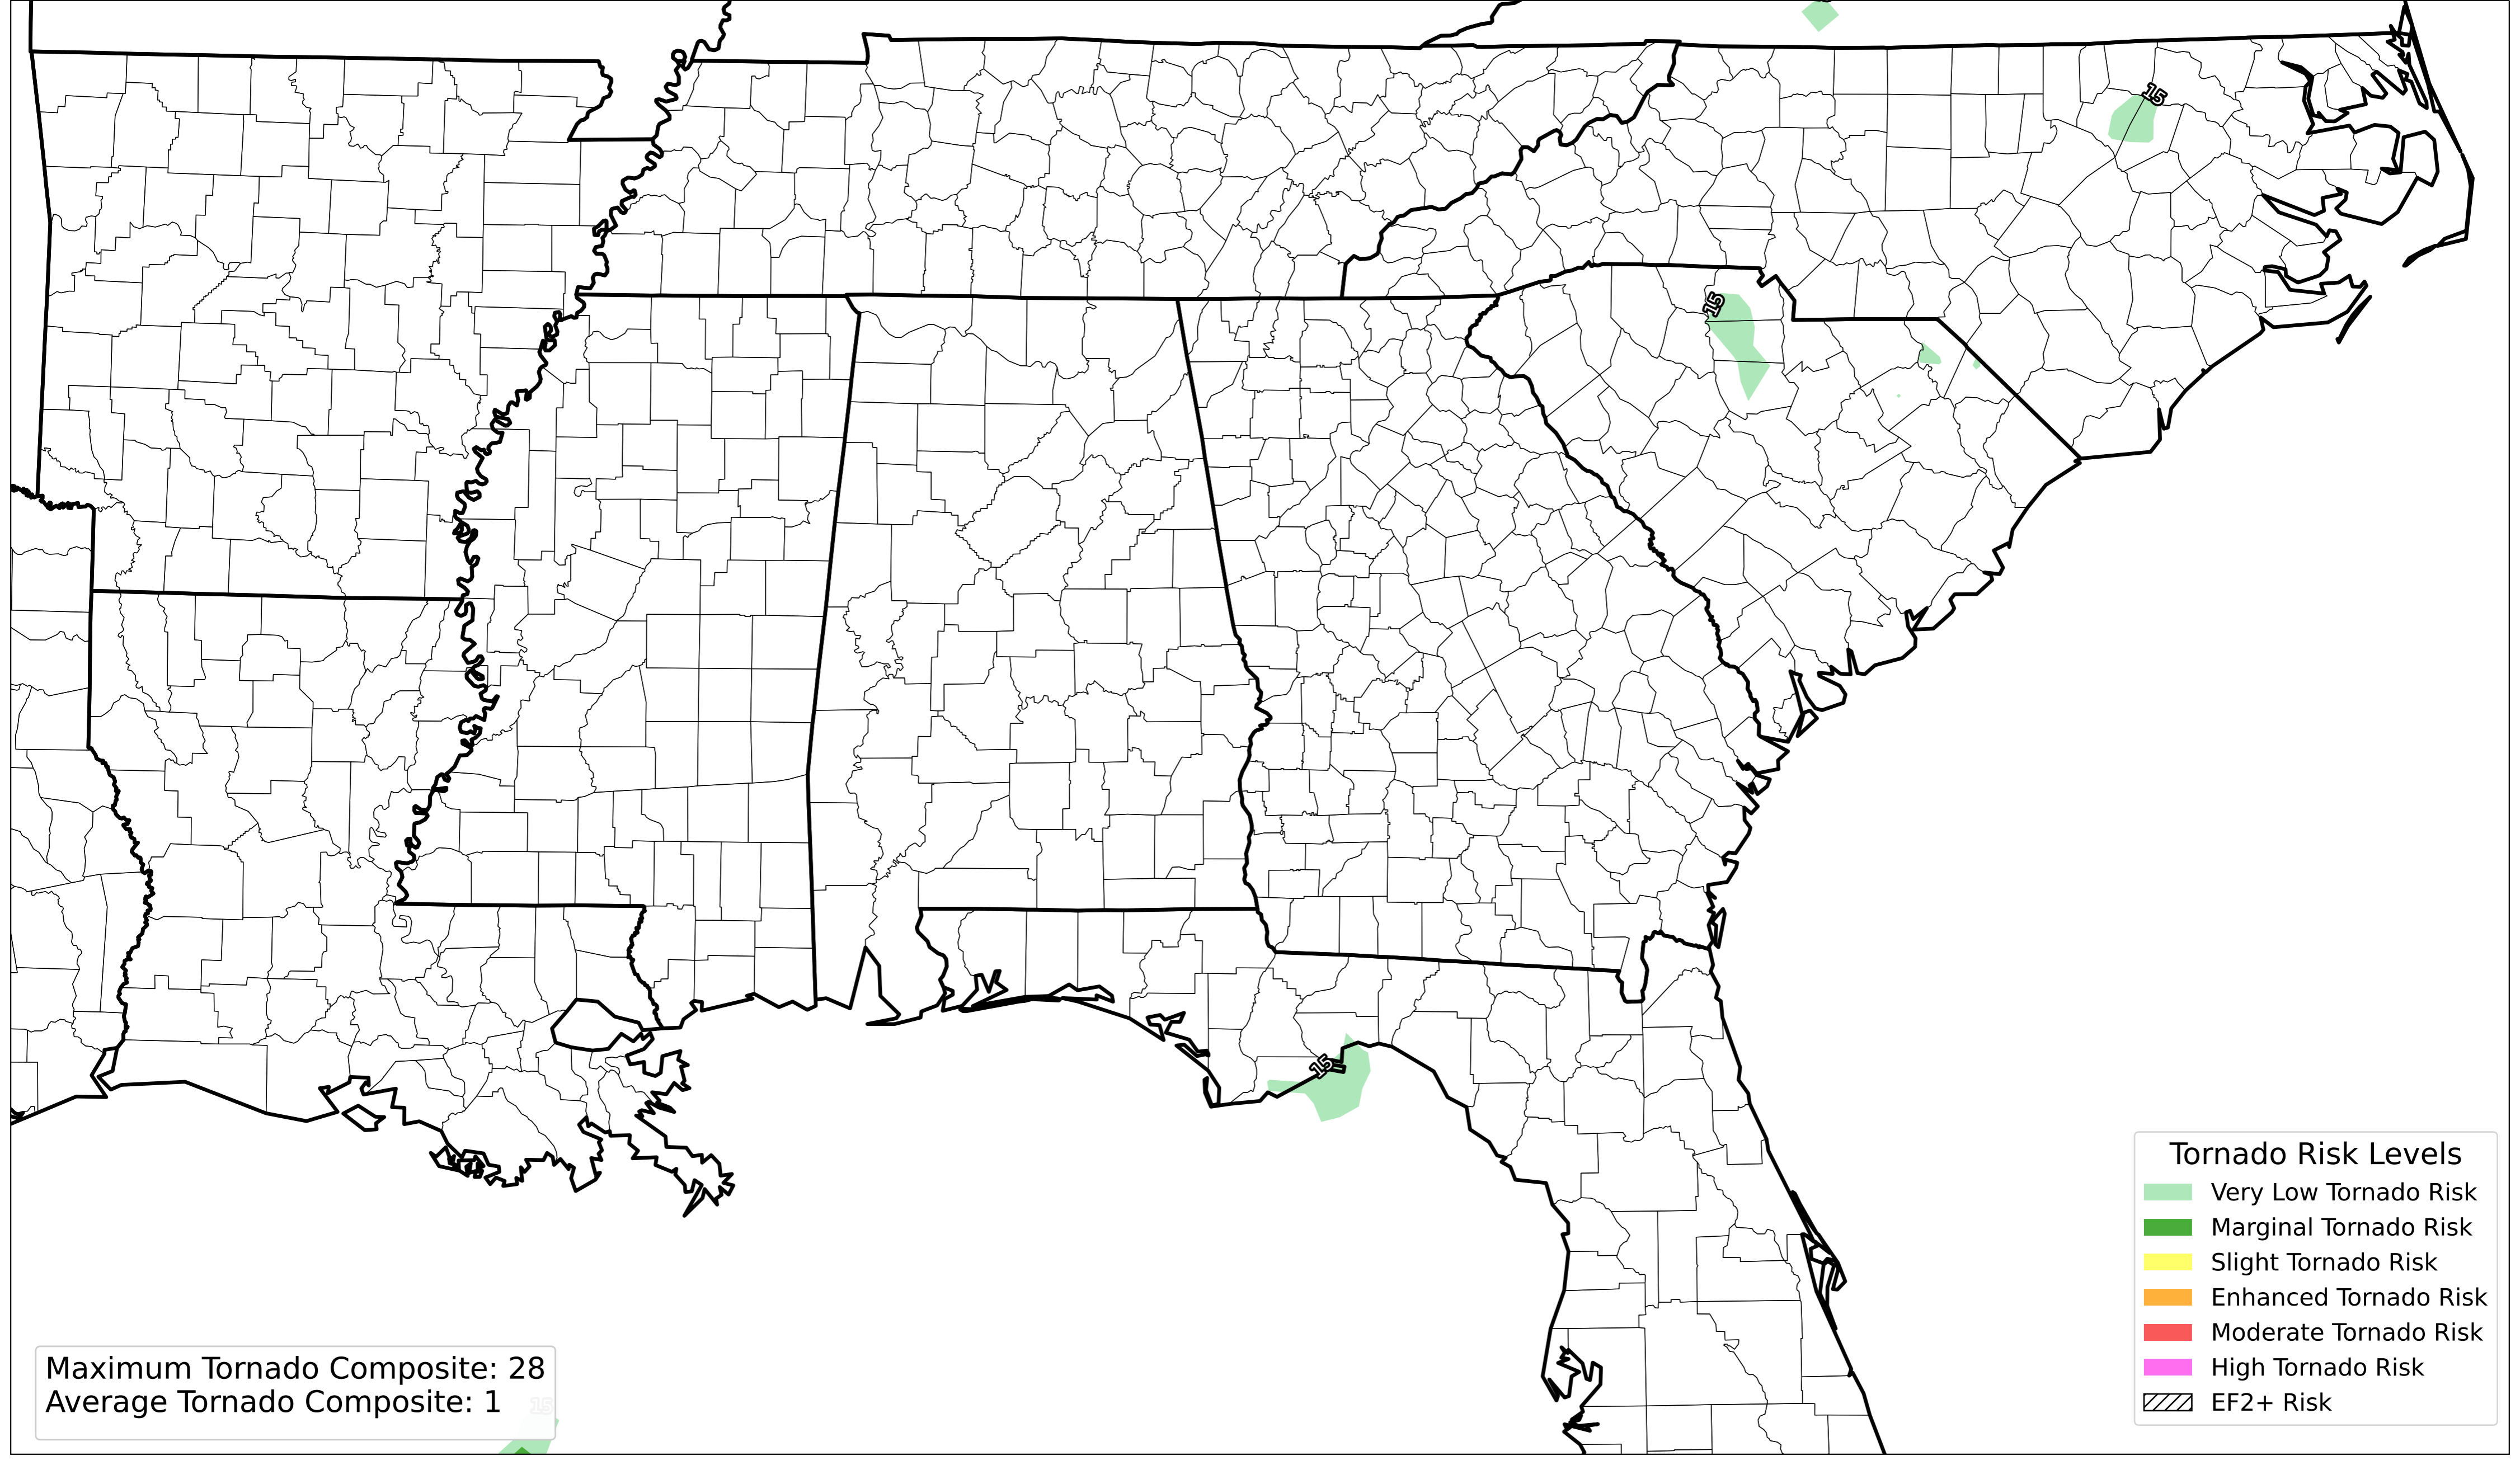 15
15
15
Tornado Risk Levels
Very Low Tornado Risk
Marginal Tornado Risk
Slight Tornado Risk
Enhanced Tornado Risk
Moderate Tornado Risk
High Tornado Risk
EF2+ Risk
Maximum Tornado Composite: 28
Average Tornado Composite: 1
15